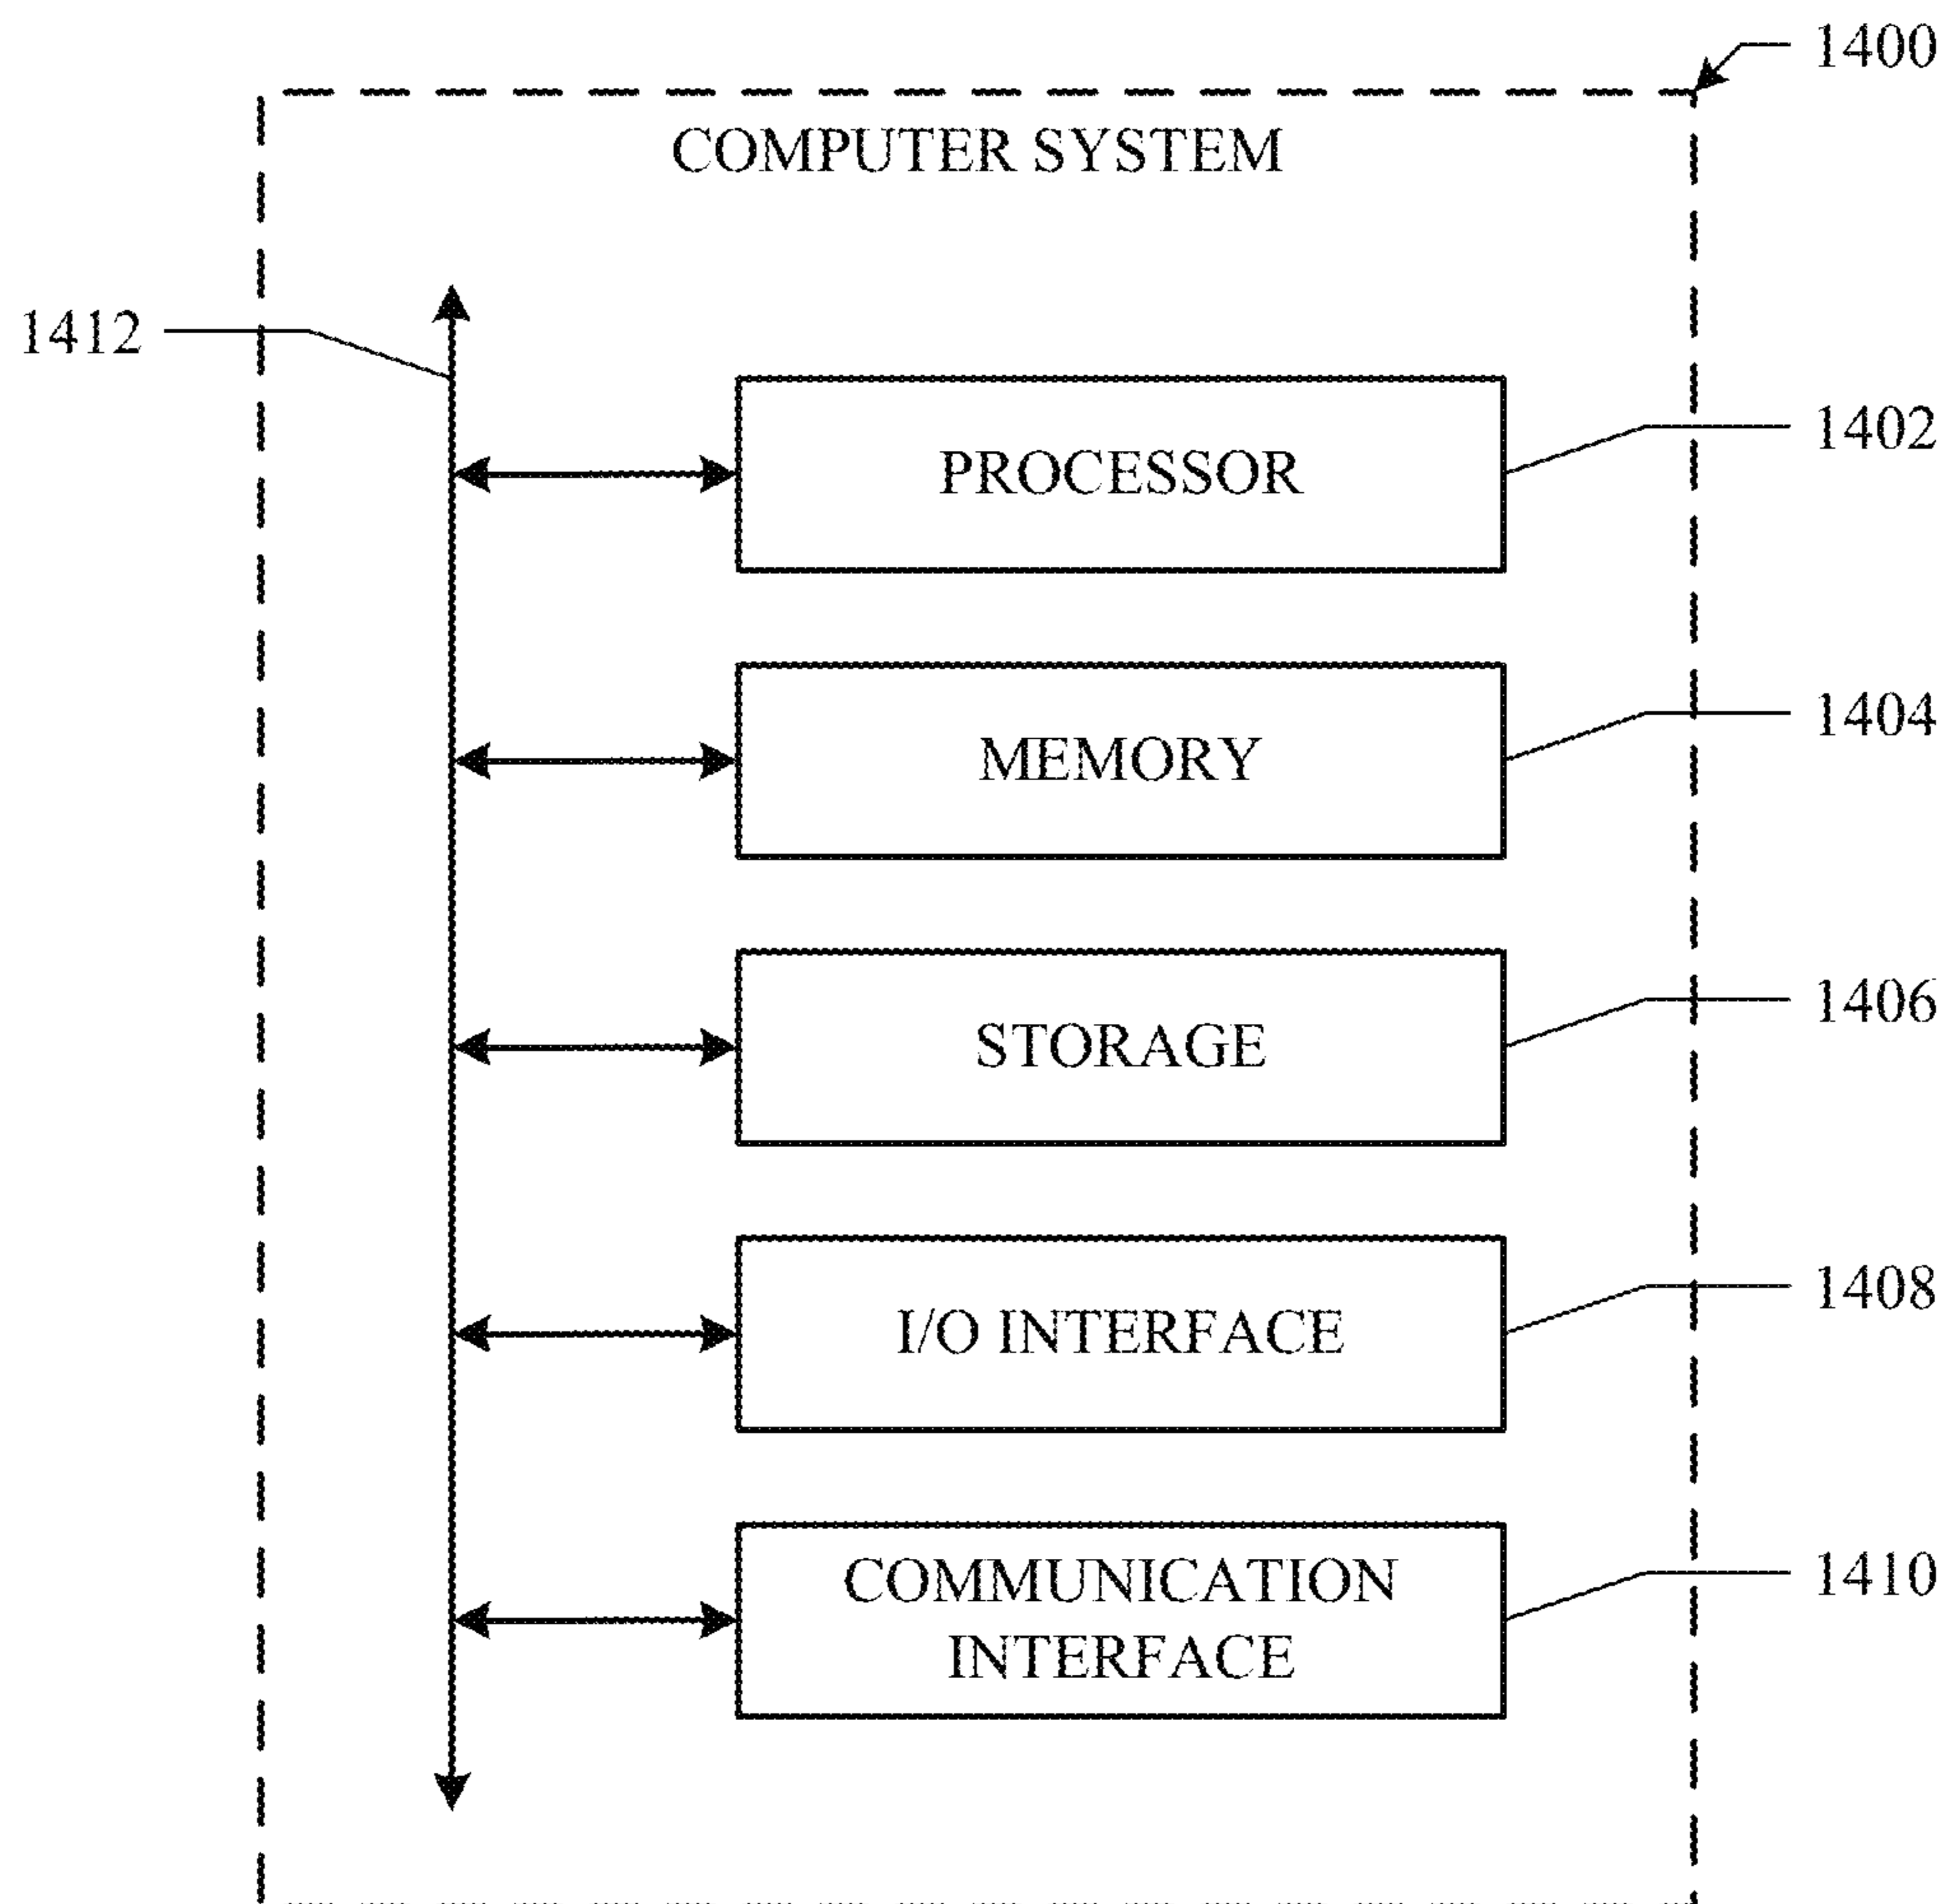 1400
COMPUTER SYSTEM
1412
1402
PROCESSOR
1404
MEMORY
1406
STORAGE
1408
I/O INTERFACE
1410
COMMUNICATION
INTERFACE